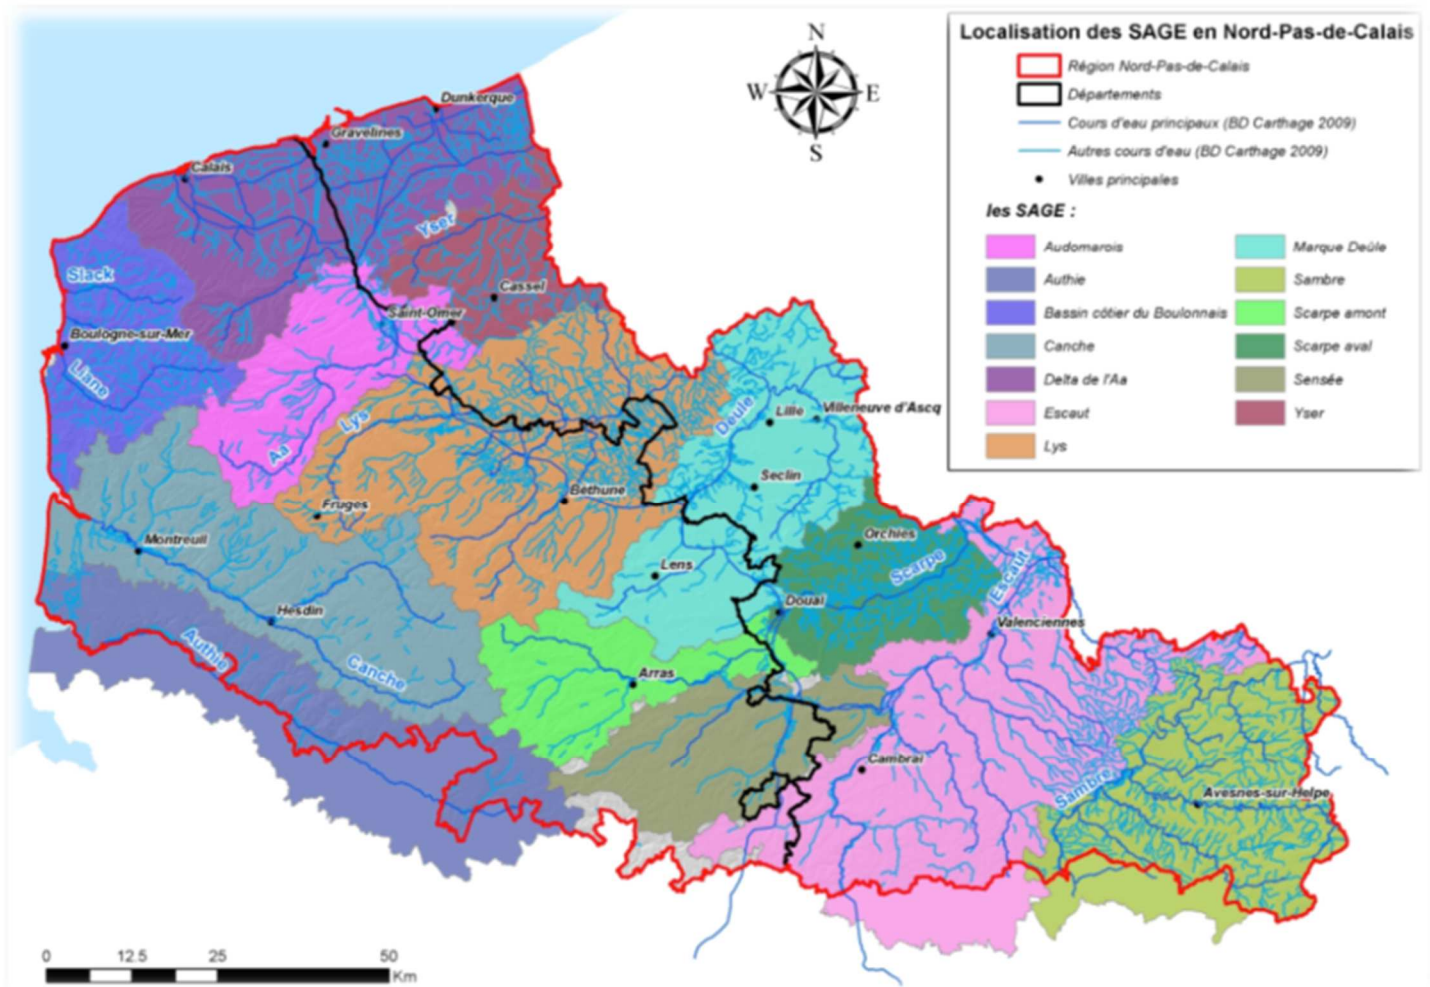 Localisation des SAGE en Nord-Pas-de-Calais
Région Nord-Pas-de-Calais
Départements
Cours d'eau principaux (BD Carthage 2009)
Autres cours d'eau (BD Carthage 2009)
Villes principales
les SAGE :
Audomarois
Authie
Bassin côtier du Boulonnais
Canche
Delta de l'Aa
Escaut
Lys
Marque Deûle
Sambre
Scarpe amont
Scarpe aval
Sensée
Yser
N
W
E
S
Dunkerque
Gravelines
Calais
Yser
Slack
Cassel
Saint-Omer
Boulogne-sur-Mer
Liane
Lys
Aa
Deûle
Lille
Villeneuve d'Ascq
Seclin
Béthune
Fruges
Montreuil
Orchies
Scarpe
Escaut
Lens
Douai
Hesdin
Valenciennes
Authie
Canche
Arras
Cambrai
Sambre
Avesnes-sur-Helpe
0 12.5 25 50
Km